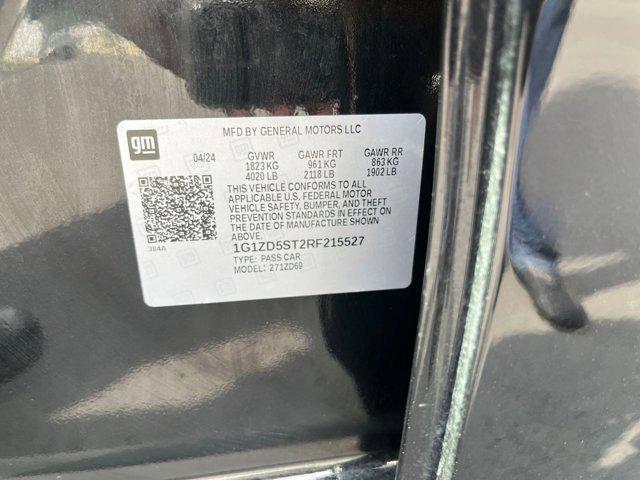 gm
MFD BY GENERAL MOTORS LLC
04/24 GVWR GAWR FRT GAWR RR
1823 KG 961 KG 863 KG
4020 LB 2118 LB 1902 LB
THIS VEHICLE CONFORMS TO ALL
APPLICABLE U.S. FEDERAL MOTOR
VEHICLE SAFETY, BUMPER, AND THEFT
PREVENTION STANDARDS IN EFFECT ON
THE DATE OF MANUFACTURE SHOWN
ABOVE.
384A
1G1ZD5ST2RF215527
TYPE: PASS CAR
MODEL: 271ZD69